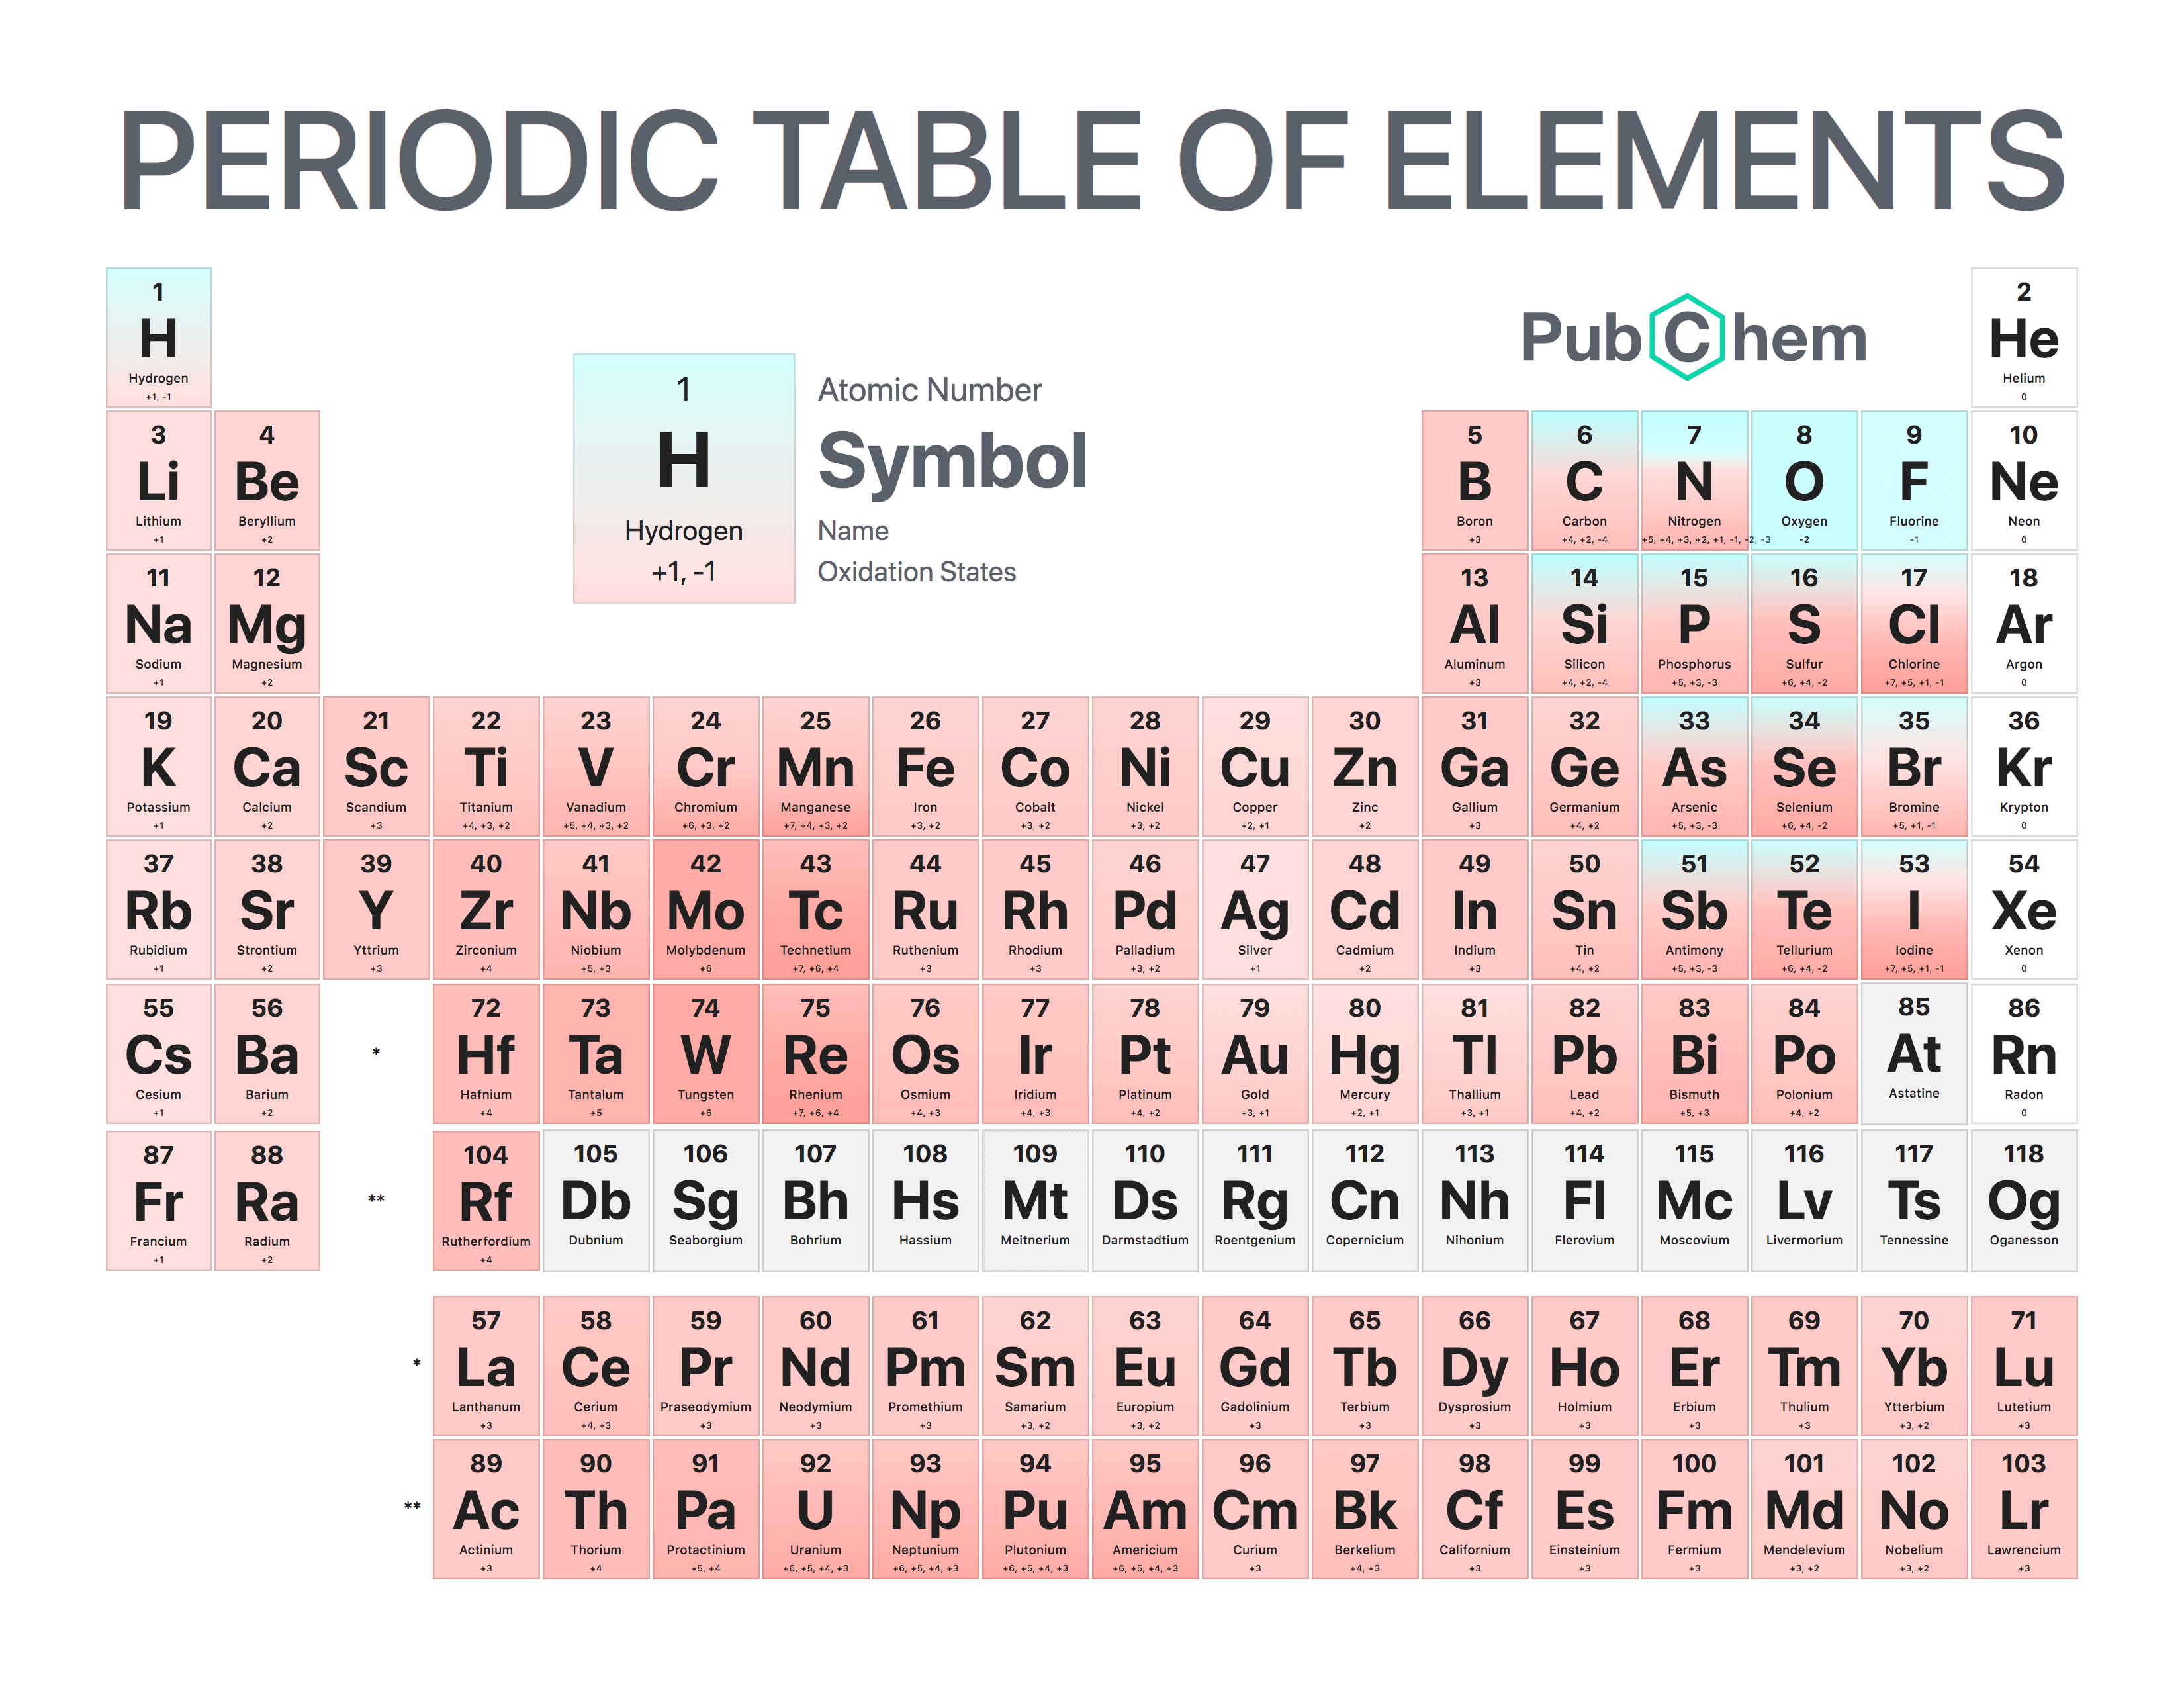 PERIODIC TABLE OF ELEMENTS
1
H
Hydrogen
+1, -1
1
H
Hydrogen
+1, -1
Atomic Number
Symbol
Name
Oxidation States
PubChem
2
He
Helium
0
3
Li
Lithium
+1
4
Be
Beryllium
+2
5
B
Boron
+3
6
C
Carbon
+4, +2, -4
7
N
Nitrogen
+5, +4, +3, +2, +1, -1, -2, -3
8
O
Oxygen
-2
9
F
Fluorine
-1
10
Ne
Neon
0
11
Na
Sodium
+1
12
Mg
Magnesium
+2
13
Al
Aluminum
+3
14
Si
Silicon
+4, +2, -4
15
P
Phosphorus
+5, +3, -3
16
S
Sulfur
+6, +4, -2
17
Cl
Chlorine
+7, +5, +1, -1
18
Ar
Argon
0
19
K
Potassium
+1
20
Ca
Calcium
+2
21
Sc
Scandium
+3
22
Ti
Titanium
+4, +3, +2
23
V
Vanadium
+5, +4, +3, +2
24
Cr
Chromium
+6, +3, +2
25
Mn
Manganese
+7, +4, +3, +2
26
Fe
Iron
+3, +2
27
Co
Cobalt
+3, +2
28
Ni
Nickel
+3, +2
29
Cu
Copper
+2, +1
30
Zn
Zinc
+2
31
Ga
Gallium
+3
32
Ge
Germanium
+4, +2
33
As
Arsenic
+5, +3, -3
34
Se
Selenium
+6, +4, -2
35
Br
Bromine
+5, +1, -1
36
Kr
Krypton
0
37
Rb
Rubidium
+1
38
Sr
Strontium
+2
39
Y
Yttrium
+3
40
Zr
Zirconium
+4
41
Nb
Niobium
+5, +3
42
Mo
Molybdenum
+6
43
Tc
Technetium
+7, +6, +4
44
Ru
Ruthenium
+3
45
Rh
Rhodium
+3
46
Pd
Palladium
+3, +2
47
Ag
Silver
+1
48
Cd
Cadmium
+2
49
In
Indium
+3
50
Sn
Tin
+4, +2
51
Sb
Antimony
+5, +3, -3
52
Te
Tellurium
+6, +4, -2
53
I
Iodine
+7, +5, +1, -1
54
Xe
Xenon
0
55
Cs
Cesium
+1
56
Ba
Barium
+2
*
72
Hf
Hafnium
+4
73
Ta
Tantalum
+5
74
W
Tungsten
+6
75
Re
Rhenium
+7, +6, +4
76
Os
Osmium
+4, +3
77
Ir
Iridium
+4, +3
78
Pt
Platinum
+4, +2
79
Au
Gold
+3, +1
80
Hg
Mercury
+2, +1
81
Tl
Thallium
+3, +1
82
Pb
Lead
+4, +2
83
Bi
Bismuth
+5, +3
84
Po
Polonium
+4, +2
85
At
Astatine
86
Rn
Radon
0
87
Fr
Francium
+1
88
Ra
Radium
+2
**
104
Rf
Rutherfordium
+4
105
Db
Dubnium
106
Sg
Seaborgium
107
Bh
Bohrium
108
Hs
Hassium
109
Mt
Meitnerium
110
Ds
Darmstadtium
111
Rg
Roentgenium
112
Cn
Copernicium
113
Nh
Nihonium
114
Fl
Flerovium
115
Mc
Moscovium
116
Lv
Livermorium
117
Ts
Tennessine
118
Og
Oganesson
*
57
La
Lanthanum
+3
58
Ce
Cerium
+4, +3
59
Pr
Praseodymium
+3
60
Nd
Neodymium
+3
61
Pm
Promethium
+3
62
Sm
Samarium
+3, +2
63
Eu
Europium
+3, +2
64
Gd
Gadolinium
+3
65
Tb
Terbium
+3
66
Dy
Dysprosium
+3
67
Ho
Holmium
+3
68
Er
Erbium
+3
69
Tm
Thulium
+3
70
Yb
Ytterbium
+3, +2
71
Lu
Lutetium
+3
**
89
Ac
Actinium
+3
90
Th
Thorium
+4
91
Pa
Protactinium
+5, +4
92
U
Uranium
+6, +5, +4, +3
93
Np
Neptunium
+6, +5, +4, +3
94
Pu
Plutonium
+6, +5, +4, +3
95
Am
Americium
+6, +5, +4, +3
96
Cm
Curium
+3
97
Bk
Berkelium
+4, +3
98
Cf
Californium
+3
99
Es
Einsteinium
+3
100
Fm
Fermium
+3
101
Md
Mendelevium
+3, +2
102
No
Nobelium
+3, +2
103
Lr
Lawrencium
+3